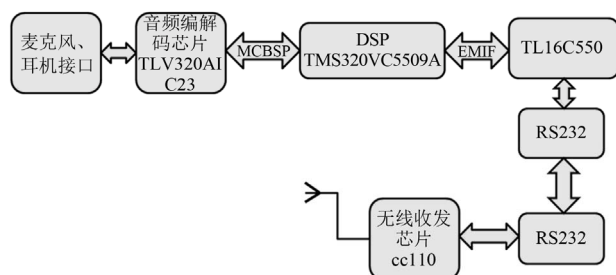 麦克风、
耳机接口
音频编解
码芯片
TLV320AI
C23
MCBSP
DSP
TMS320VC5509A
EMIF
TL16C550
RS232
无线收发
芯片
cc110
RS232